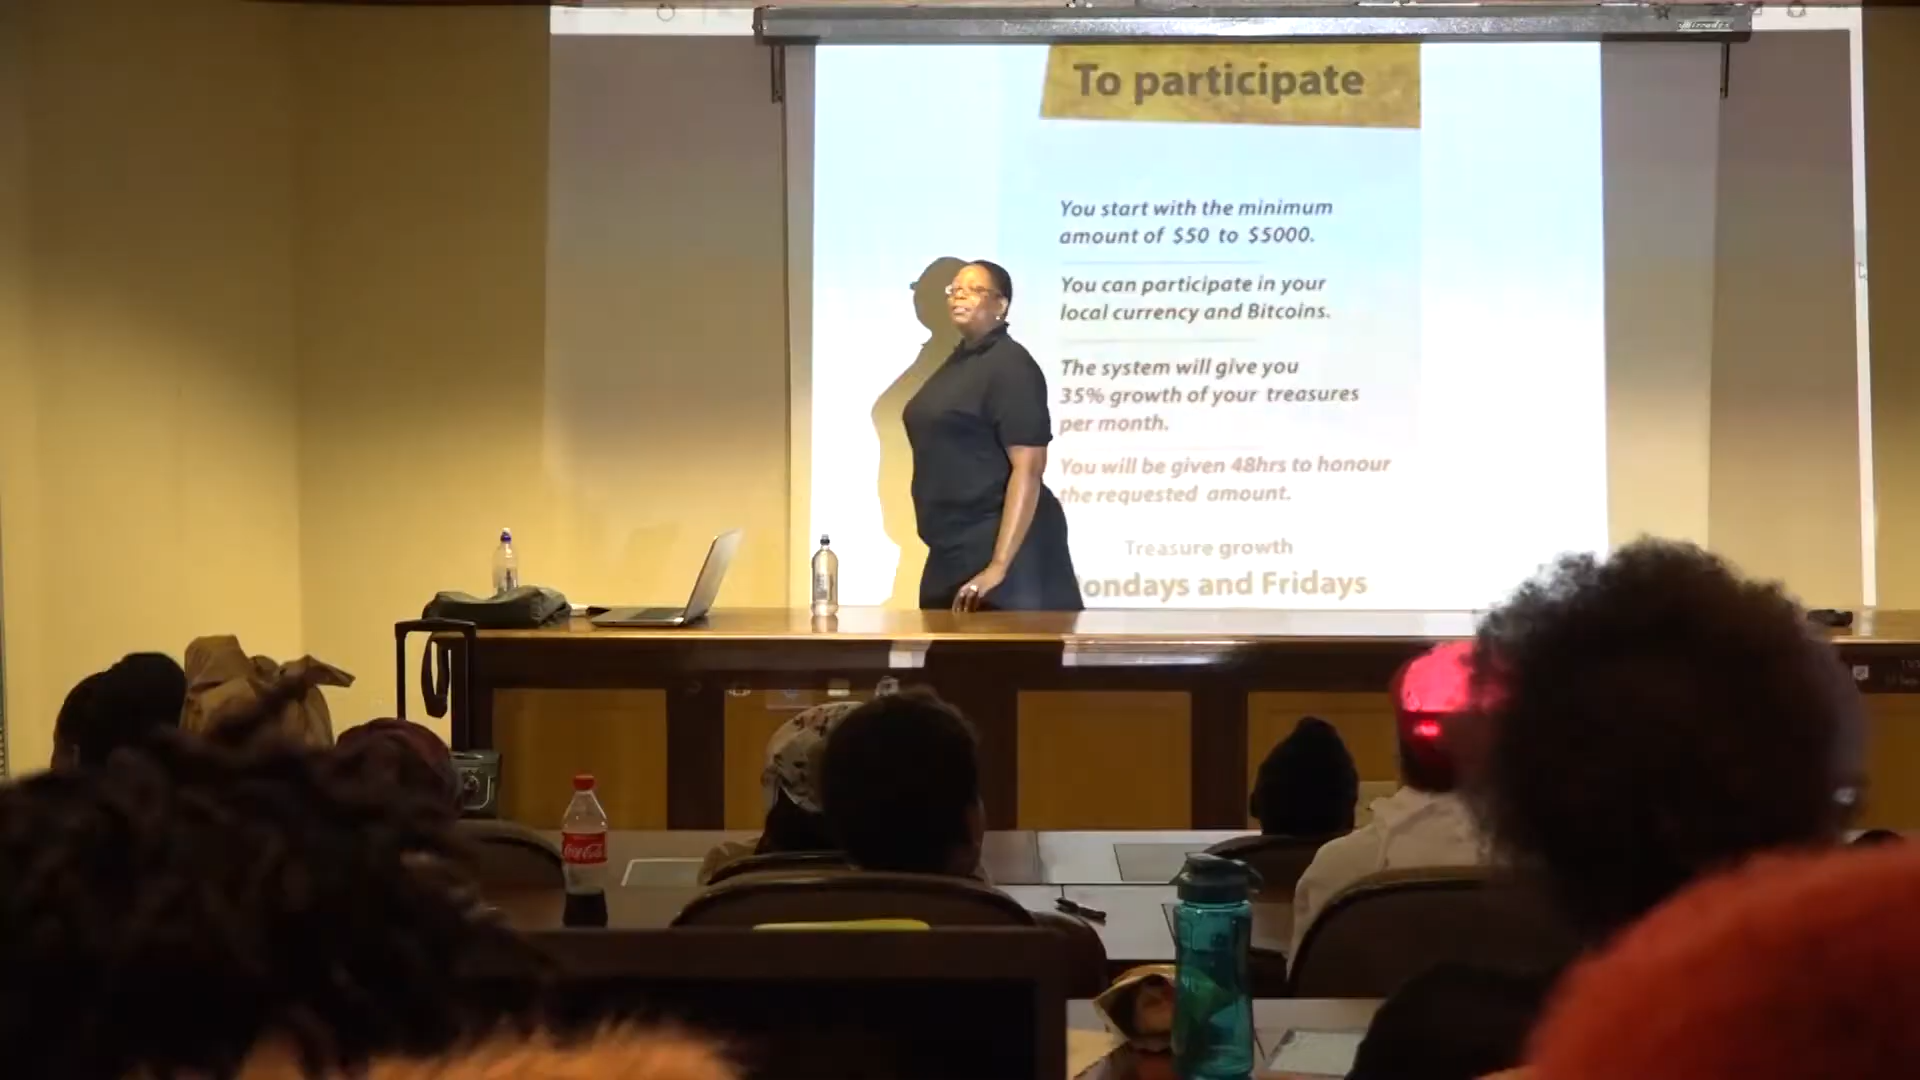 To participate
You start with the minimum
amount of $50 to $5000.
You can participate in your
local currency and Bitcoins.
The system will give you
35% growth of your treasures
per month.
You will be given 48hrs to honour
the requested amount.
Treasure growth
ondays and Fridays
Coca-Cola